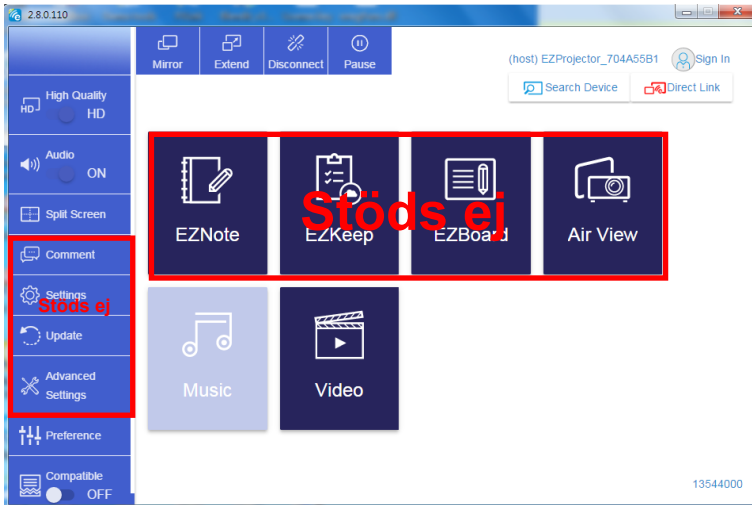 2.8.0.110
Mirror
Extend
Disconnect
Pause
(host) EZProjector_704A55B1
Sign In
Search Device
Direct Link
High Quality
HD
HD
Audio
ON
Split Screen
Comment
Settings
Stöds ej
Update
Advanced
Settings
Preference
Compatible
OFF
EZNote
EZKeep
EZBoard
Air View
Stöds ej
Music
Video
13544000